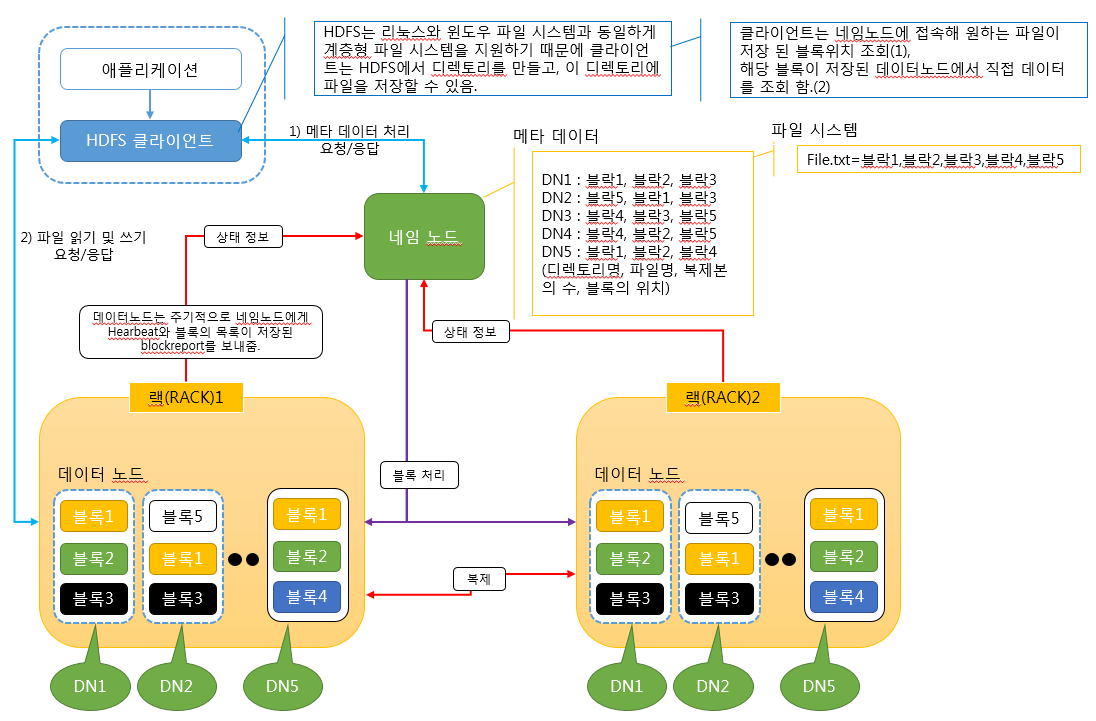 애플리케이션
HDFS 클라이언트
HDFS는 리눅스와 윈도우 파일 시스템과 동일하게
계층형 파일 시스템을 지원하기 때문에 클라이언
트는 HDFS에서 디렉토리를 만들고, 이 디렉토리에
파일을 저장할 수 있음.
클라이언트는 네임노드에 접속해 원하는 파일이
저장 된 블록위치 조회(1),
해당 블록이 저장된 데이터노드에서 직접 데이터
를 조회 함.(2)
1) 메타 데이터 처리
요청/응답
메타 데이터
파일 시스템
File.txt=블락1,블락2,블락3,블락4,블락5
DN1 : 블락1, 블락2, 블락3
DN2 : 블락5, 블락1, 블락3
DN3 : 블락4, 블락3, 블락5
DN4 : 블락4, 블락2, 블락5
DN5 : 블락1, 블락2, 블락4
(디렉토리명, 파일명, 복제본
의 수, 블록의 위치)
네임 노드
2) 파일 읽기 및 쓰기
요청/응답
상태 정보
데이터노드는 주기적으로 네임노드에게
Hearbeat와 블록의 목록이 저장된
blockreport를 보내줌.
상태 정보
랙(RACK)1
랙(RACK)2
블록 처리
데이터 노드
블록1
블록2
블록3
블록5
블록1
블록3
블록1
블록2
블록4
복제
데이터 노드
블록1
블록2
블록3
블록5
블록1
블록3
블록1
블록2
블록4
DN1
DN2
DN5
DN1
DN2
DN5